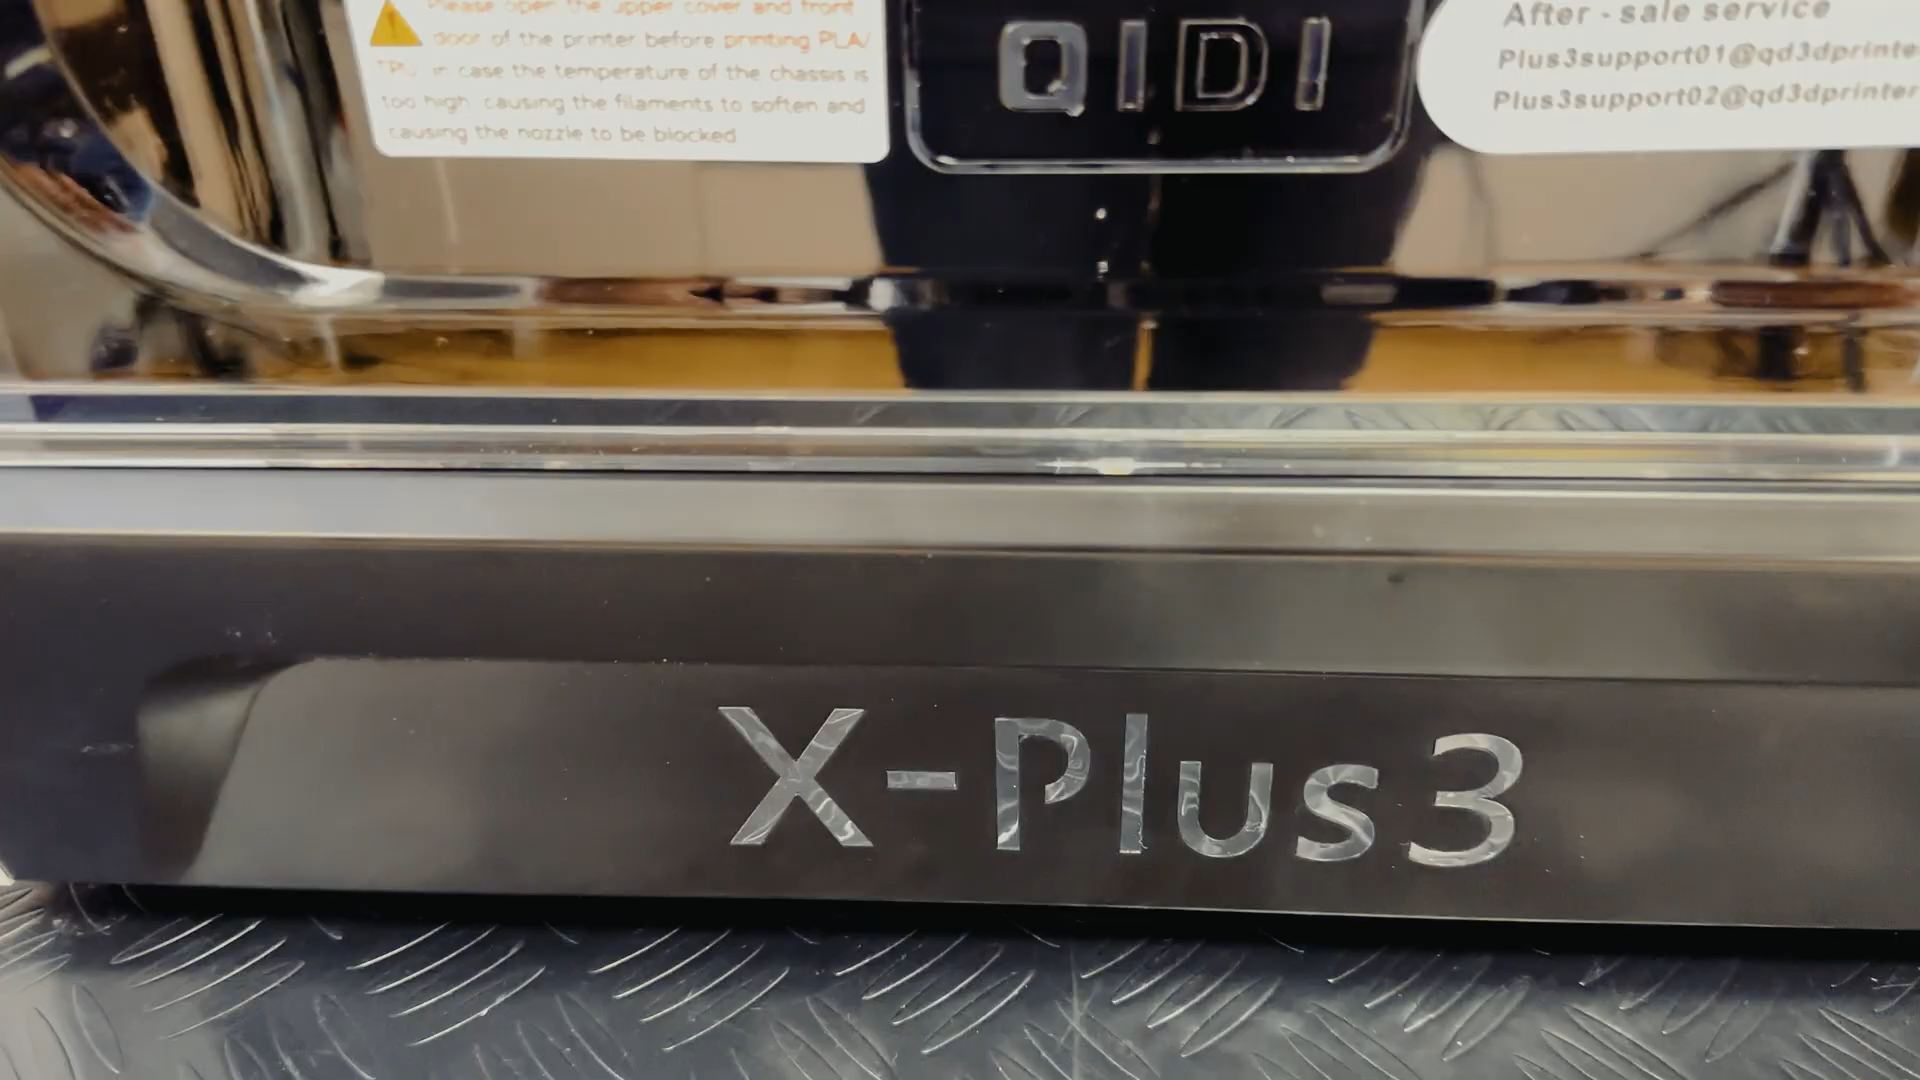 Please open the upper cover and front
door of the printer before printing PLA/
TPU in case the temperature of the chassis is
too high causing the filaments to soften and
causing the nozzle to be blocked
QIDI
After - sale service
Plus3support01@qd3dprinte
Plus3support02@qd3dprinter
X-Plus3